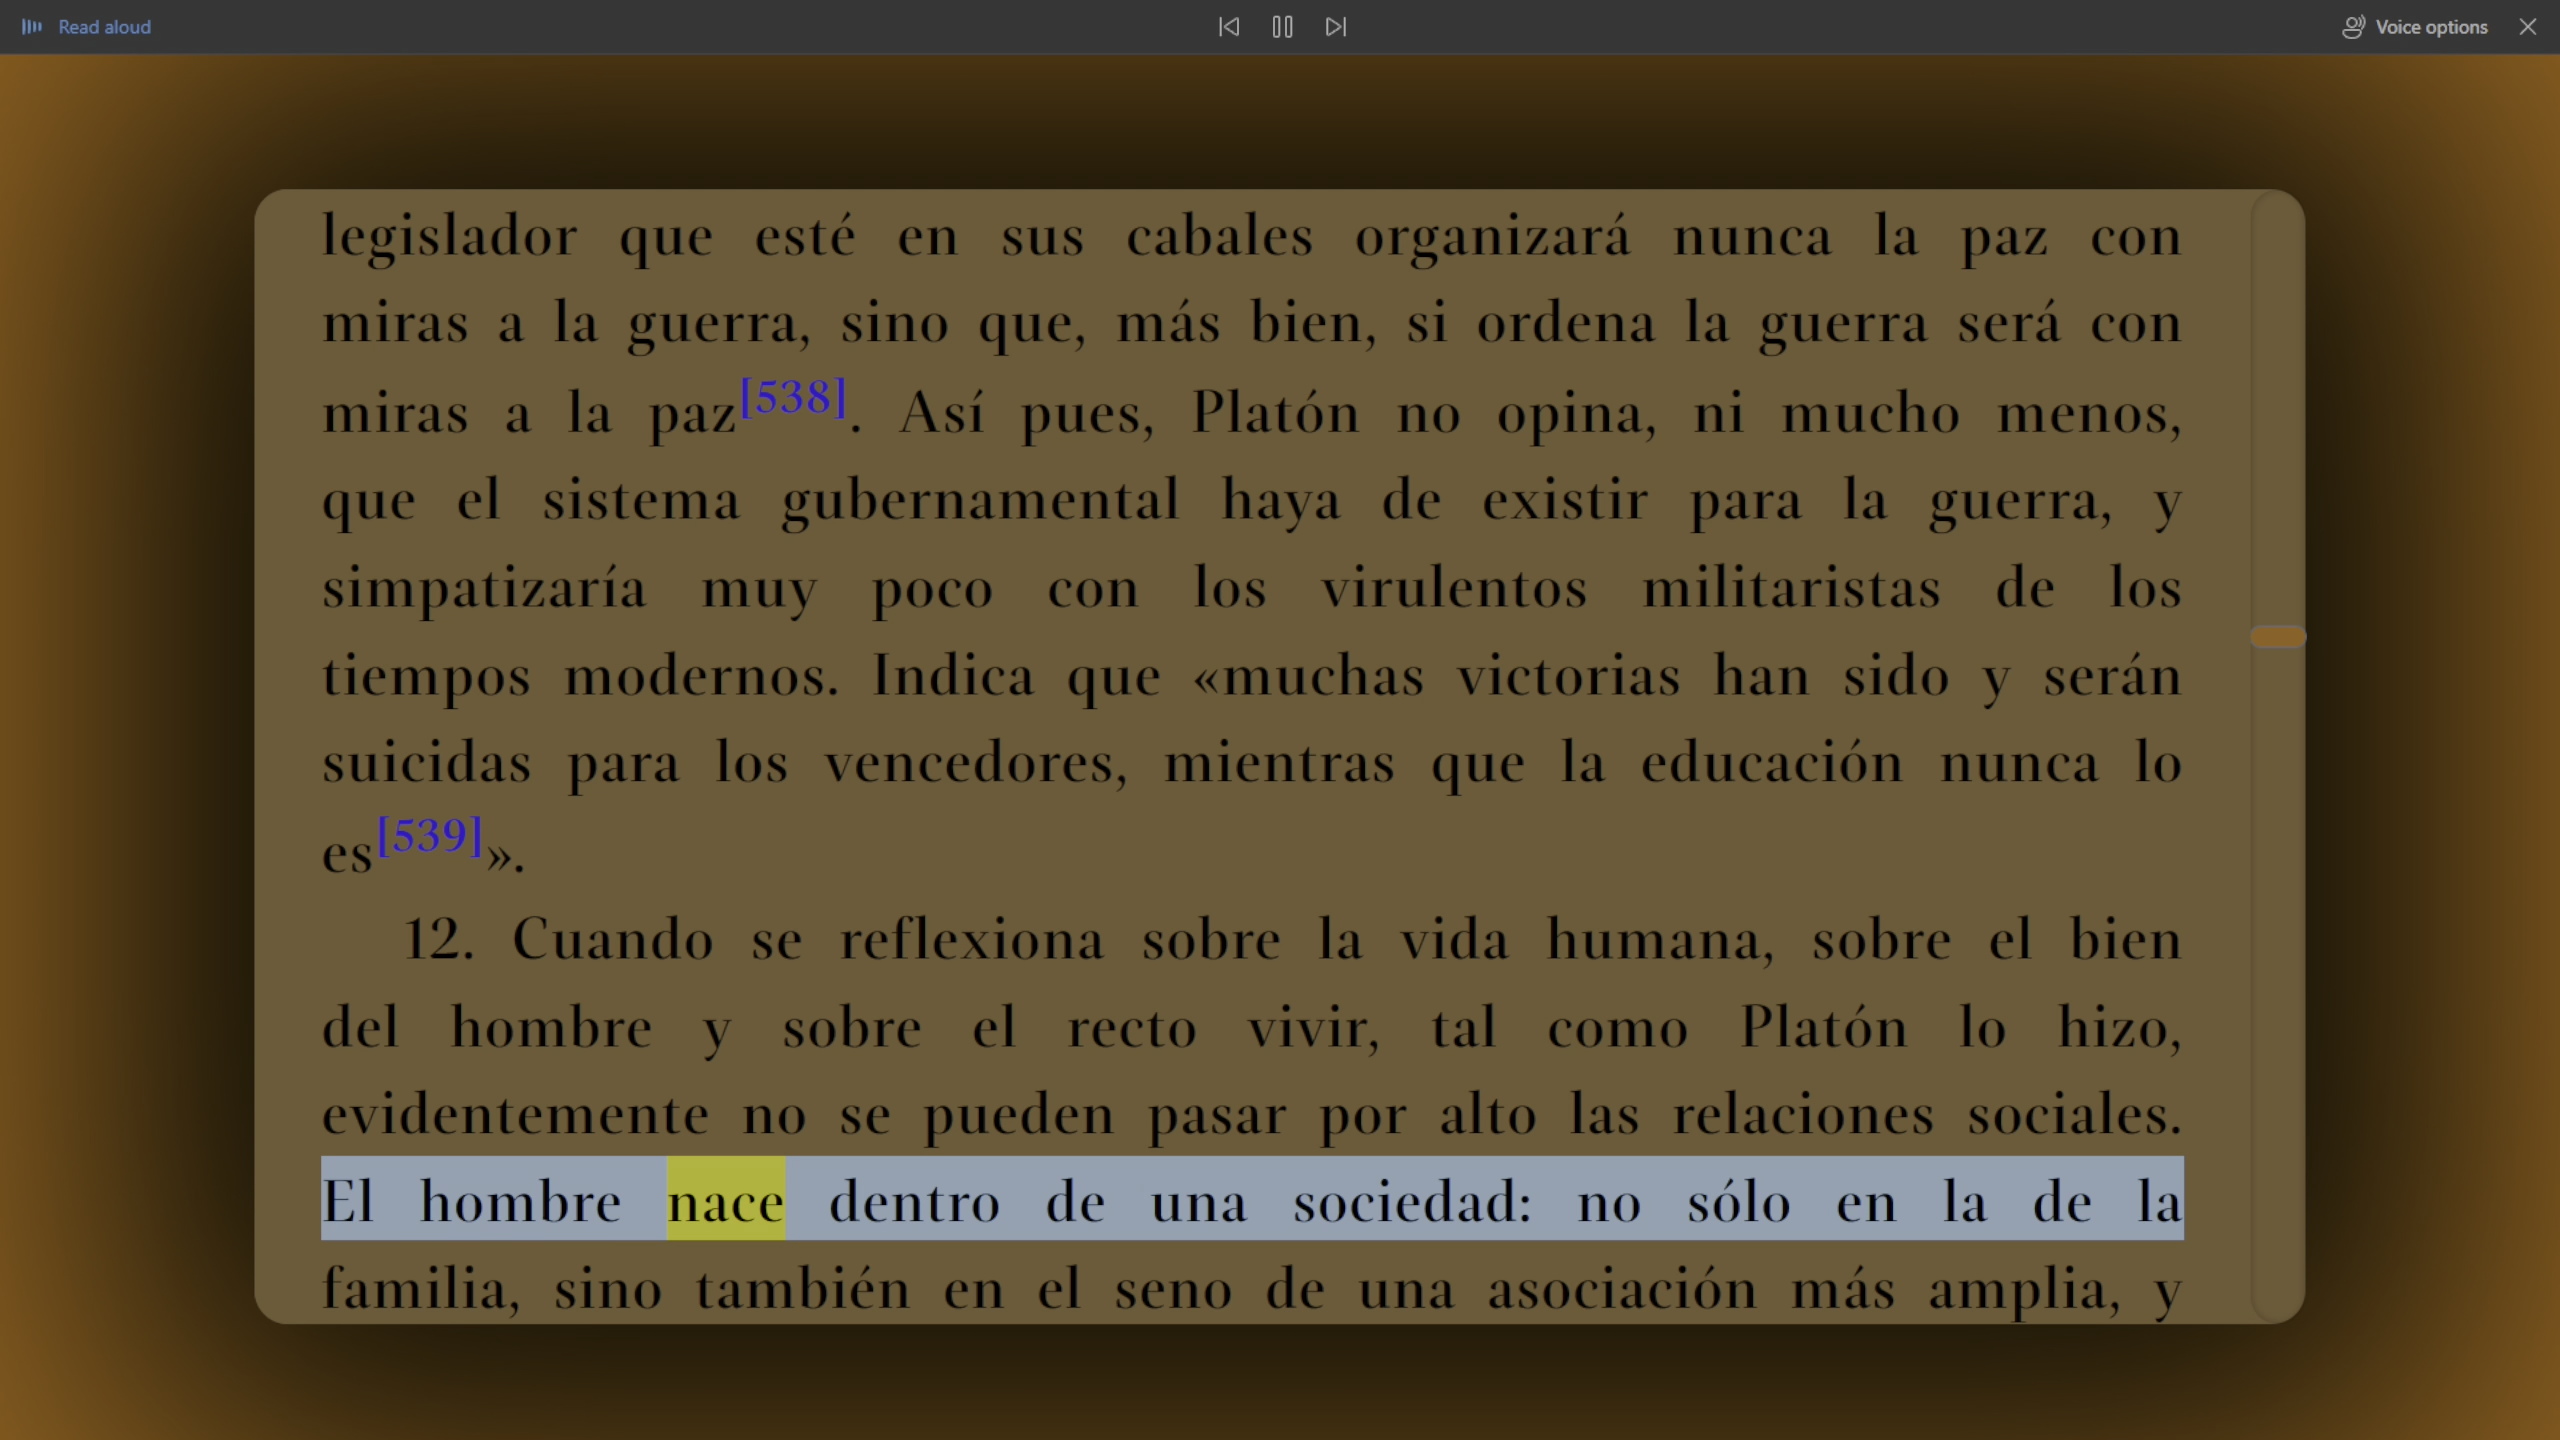 Read aloud
Voice options
legislador que esté en sus cabales organizará nunca la paz con
miras a la guerra, sino que, más bien, si ordena la guerra será con
miras a la paz[538]. Así pues, Platón no opina, ni mucho menos,
que el sistema gubernamental haya de existir para la guerra, y
simpatizaría muy poco con los virulentos militaristas de los
tiempos modernos. Indica que «muchas victorias han sido y serán
suicidas para los vencedores, mientras que la educación nunca lo
es[539]».
12. Cuando se reflexiona sobre la vida humana, sobre el bien
del hombre y sobre el recto vivir, tal como Platón lo hizo,
evidentemente no se pueden pasar por alto las relaciones sociales.
El hombre nace dentro de una sociedad: no sólo en la de la
familia, sino también en el seno de una asociación más amplia, y